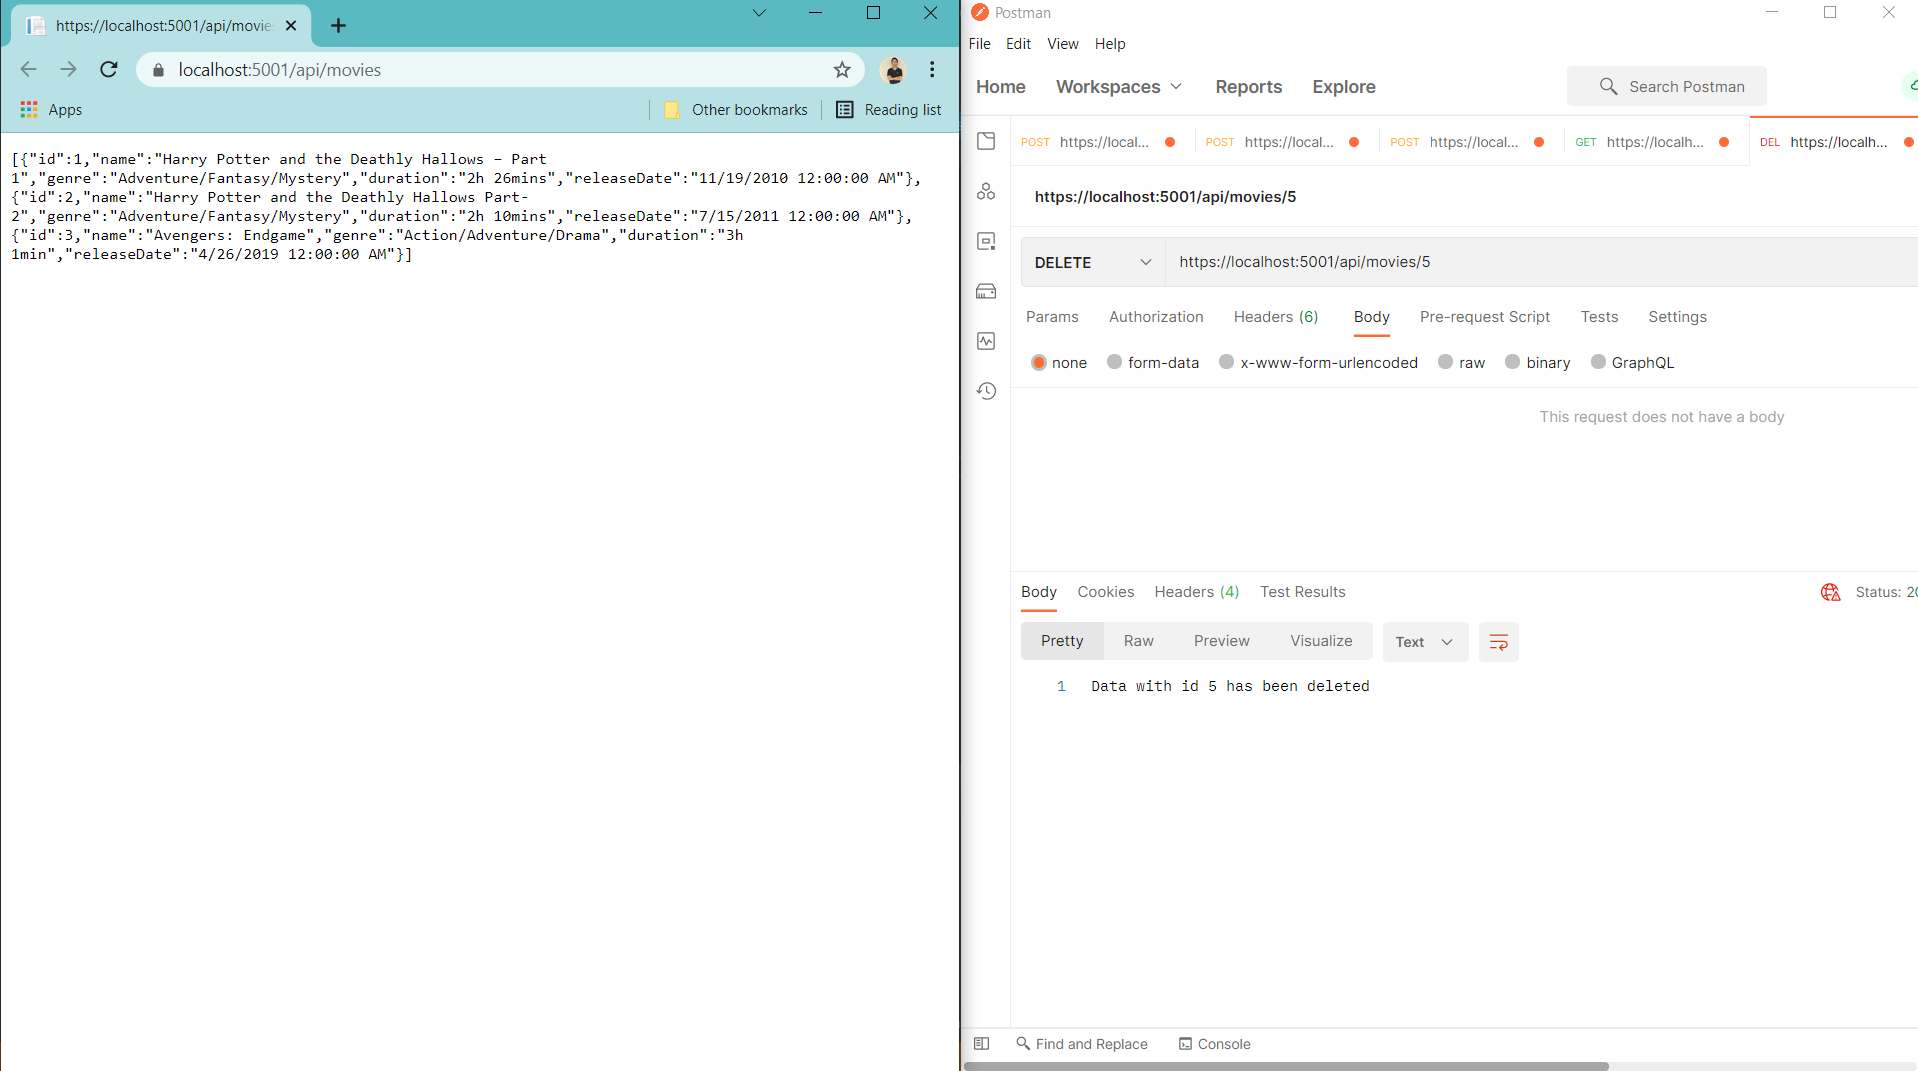 https://localhost:5001/api/movie
localhost:5001/api/movies
Apps
Other bookmarks
Reading list
[{"id":1,"name":"Harry Potter and the Deathly Hallows – Part
1","genre":"Adventure/Fantasy/Mystery","duration":"2h 26mins","releaseDate":"11/19/2010 12:00:00 AM"},
{"id":2,"name":"Harry Potter and the Deathly Hallows Part-
2","genre":"Adventure/Fantasy/Mystery","duration":"2h 10mins","releaseDate":"7/15/2011 12:00:00 AM"},
{"id":3,"name":"Avengers: Endgame","genre":"Action/Adventure/Drama","duration":"3h
1min","releaseDate":"4/26/2019 12:00:00 AM"}]
Postman
File Edit View Help
Home Workspaces Reports Explore Search Postman
POST https://local... POST https://local... POST https://local... GET https://localh... DEL https://localh...
https://localhost:5001/api/movies/5
DELETE https://localhost:5001/api/movies/5
Params Authorization Headers (6) Body Pre-request Script Tests Settings
none form-data x-www-form-urlencoded raw binary GraphQL
This request does not have a body
Body Cookies Headers (4) Test Results Status: 20
Pretty Raw Preview Visualize Text
1 Data with id 5 has been deleted
Find and Replace Console